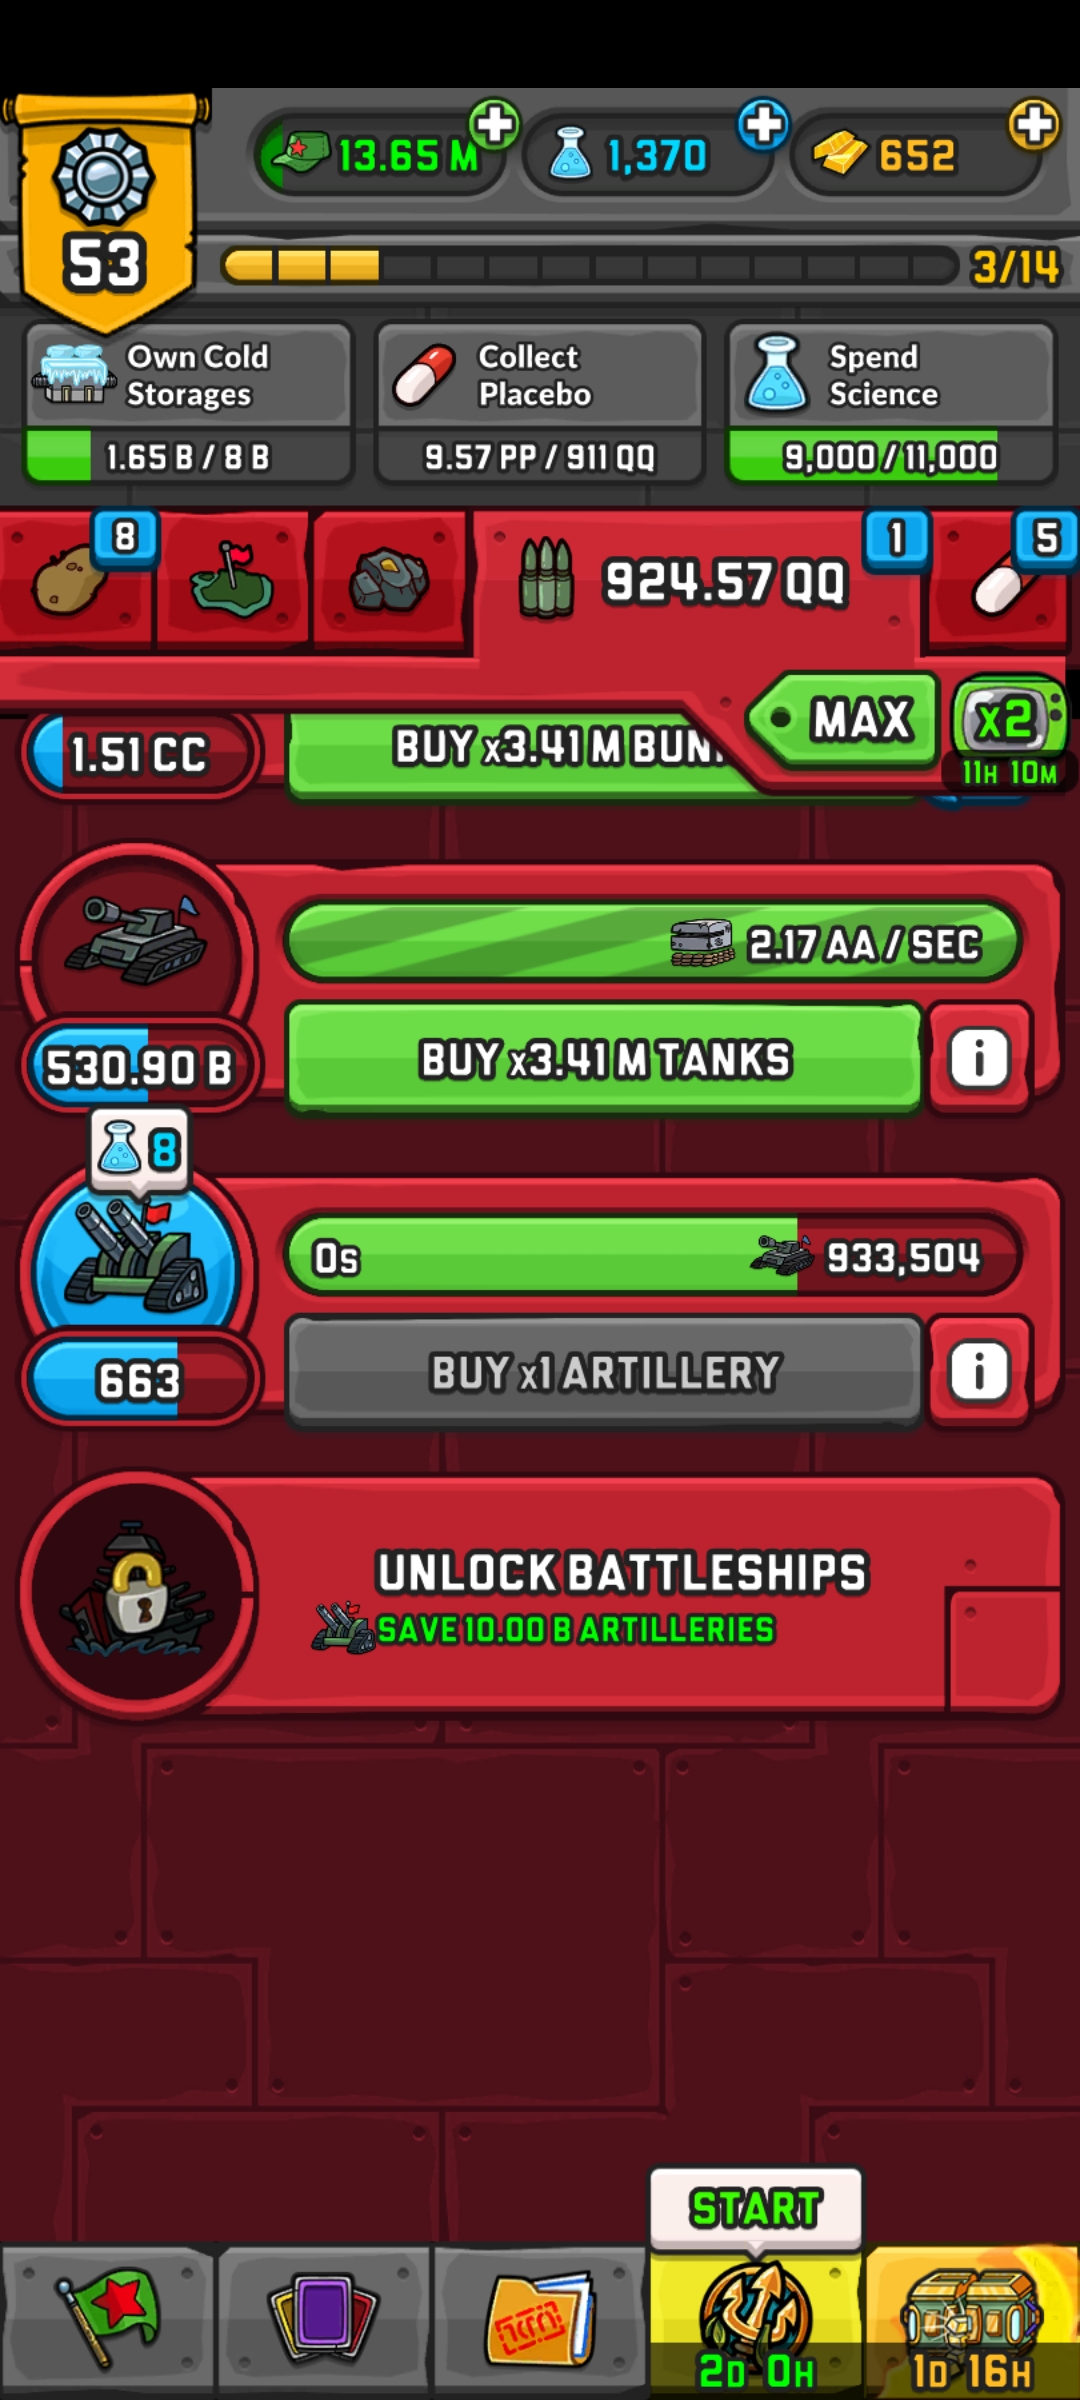 53
13.65 M
1,370
652
3/14
Own Cold
Storages
1.65 B / 8 B
Collect
Placebo
9.57 PP / 911 QQ
Spend
Science
9,000 / 11,000
8
924.57 QQ
1
5
MAX
x2
11H 10M
1.51 CC
BUY x3.41 M
2.17 AA / SEC
530.90 B
BUY x3.41 M TANKS
i
8
0s
933,504
663
BUY x1 ARTILLERY
i
UNLOCK BATTLESHIPS
SAVE 10.00 B ARTILLERIES
START
2D 0H
1D 16H